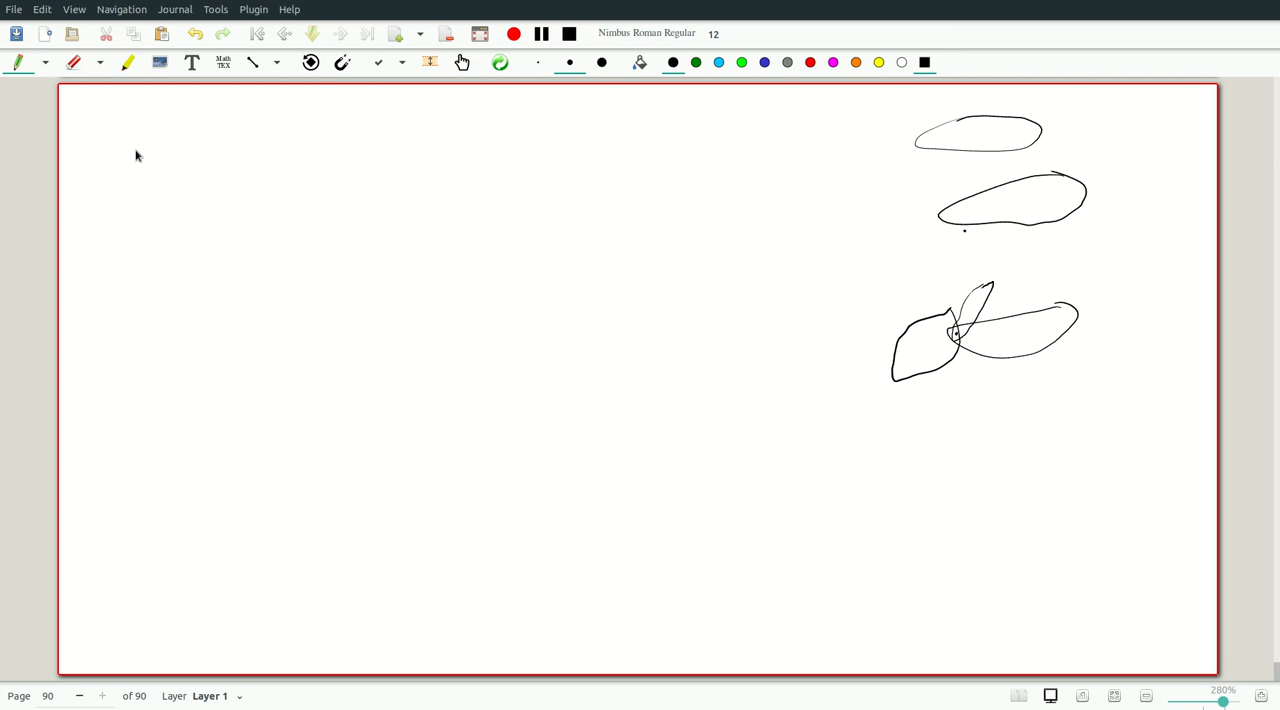 File Edit View Navigation Journal Tools Plugin Help
Nimbus Roman Regular 12
Math TEX
280%
Page 90 of 90 Layer Layer 1